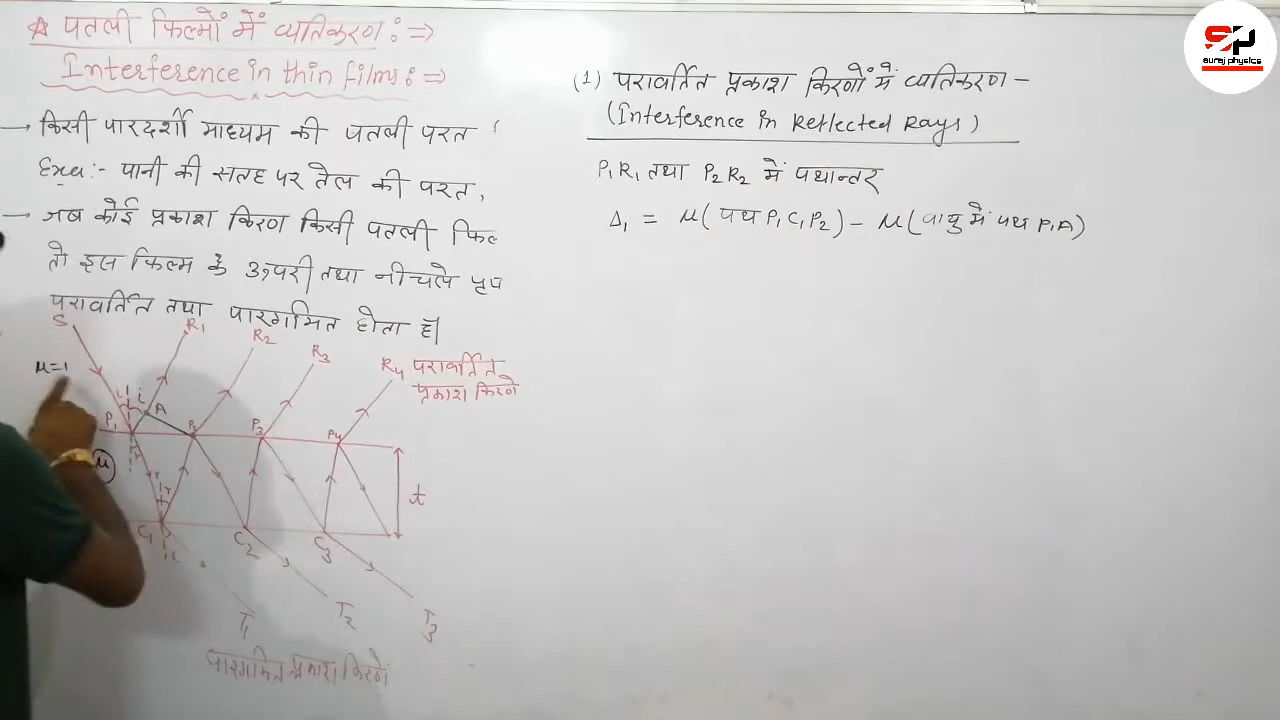 ☆ पतली फिल्मों में व्यतिकरण : ⇒
Interference in thin films : ⇒
→ किसी पारदर्शी माध्यम की पतली परत
Exa:- पानी की सतह पर तेल की परत,
→ जब कोई प्रकाश किरण किसी पतली
तो इस फिल्म के ऊपरी तथा नीचले
परावर्तित तथा पारगमित होता है।
S R₁ R₂ R₃ R₄ परावर्तित
प्रकाश किरणे
μ=1
i i A
P₁ P₂ P₃ P₄
μ
r r r
t
C₁ C₂ C₃
T₁ T₂ T₃
पारगमित प्रकाश किरणें
(1) परावर्तित प्रकाश किरणों में व्यतिकरण -
(Interference in Reflected Rays)
P₁R₁ तथा P₂R₂ में पथान्तर
Δ₁ = μ( पथ P₁C₁P₂) - μ(वायु में पथ P₁A)
SP
suraj physics